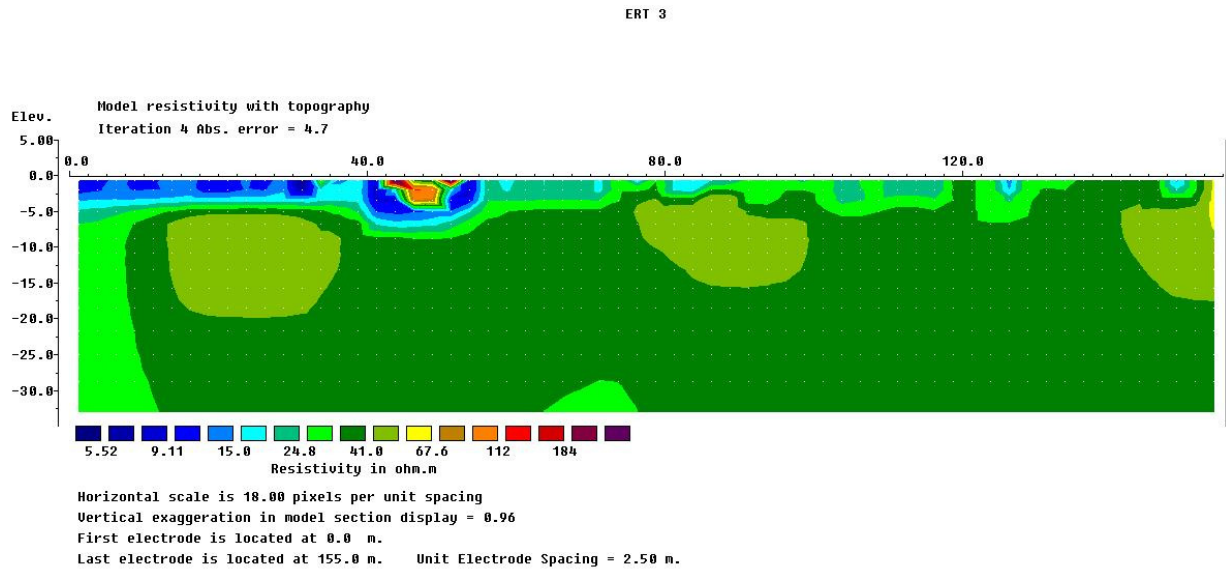 ERT 3
Model resistivity with topography
Elev.
Iteration 4 Abs. error = 4.7
5.00
0.0 40.0 80.0 120.0
0.0
-5.0
-10.0
-15.0
-20.0
-25.0
-30.0
5.52 9.11 15.0 24.8 41.0 67.6 112 184
Resistivity in ohm.m
Horizontal scale is 18.00 pixels per unit spacing
Vertical exaggeration in model section display = 0.96
First electrode is located at 0.0 m.
Last electrode is located at 155.0 m. Unit Electrode Spacing = 2.50 m.